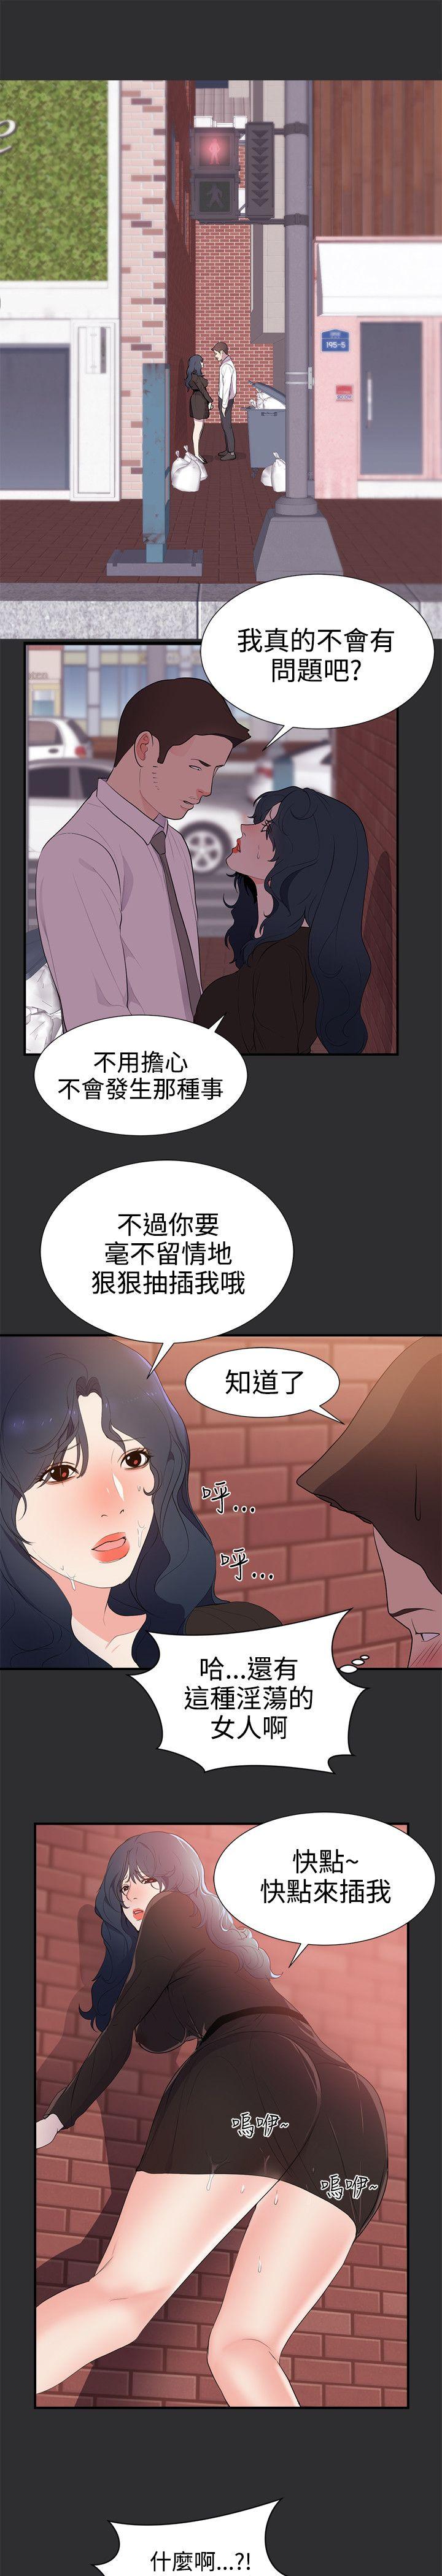 195-5
我真的不會有
問題吧?
不用擔心
不會發生那種事
不過你要
毫不留情地
狠狠抽插我哦
知道了
呼...
呼...
哈...還有
這種淫蕩的
女人啊
快點~
快點來插我
嗚咿~
嗚咿~
什麼啊...?!